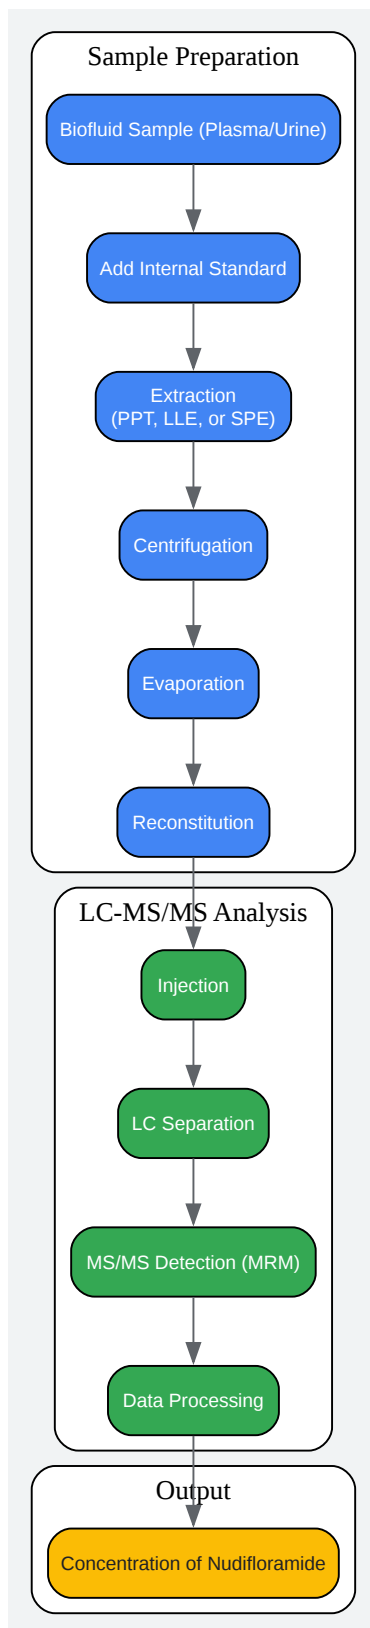 Sample Preparation
Biofluid Sample (Plasma/Urine)
Add Internal Standard
Extraction
(PPT, LLE, or SPE)
Centrifugation
Evaporation
Reconstitution
LC-MS/MS Analysis
Injection
LC Separation
MS/MS Detection (MRM)
Data Processing
Output
Concentration of Nudifloramide